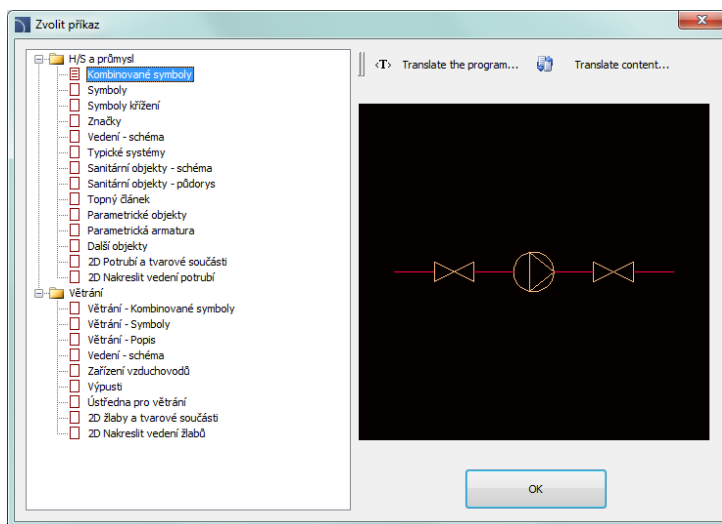 Zvolit příkaz
H/S a průmysl
Kombinované symboly
Symboly
Symboly křížení
Značky
Vedení - schéma
Typické systémy
Sanitární objekty - schéma
Sanitární objekty - půdorys
Topný článek
Parametrické objekty
Parametrická armatura
Další objekty
2D Potrubí a tvarové součásti
2D Nakreslit vedení potrubí
Větrání
Větrání - Kombinované symboly
Větrání - Symboly
Větrání - Popis
Vedení - schéma
Zařízení vzduchovodů
Výpusti
Ústředna pro větrání
2D žlaby a tvarové součásti
2D Nakreslit vedení žlabů
<T> Translate the program... Translate content...
OK